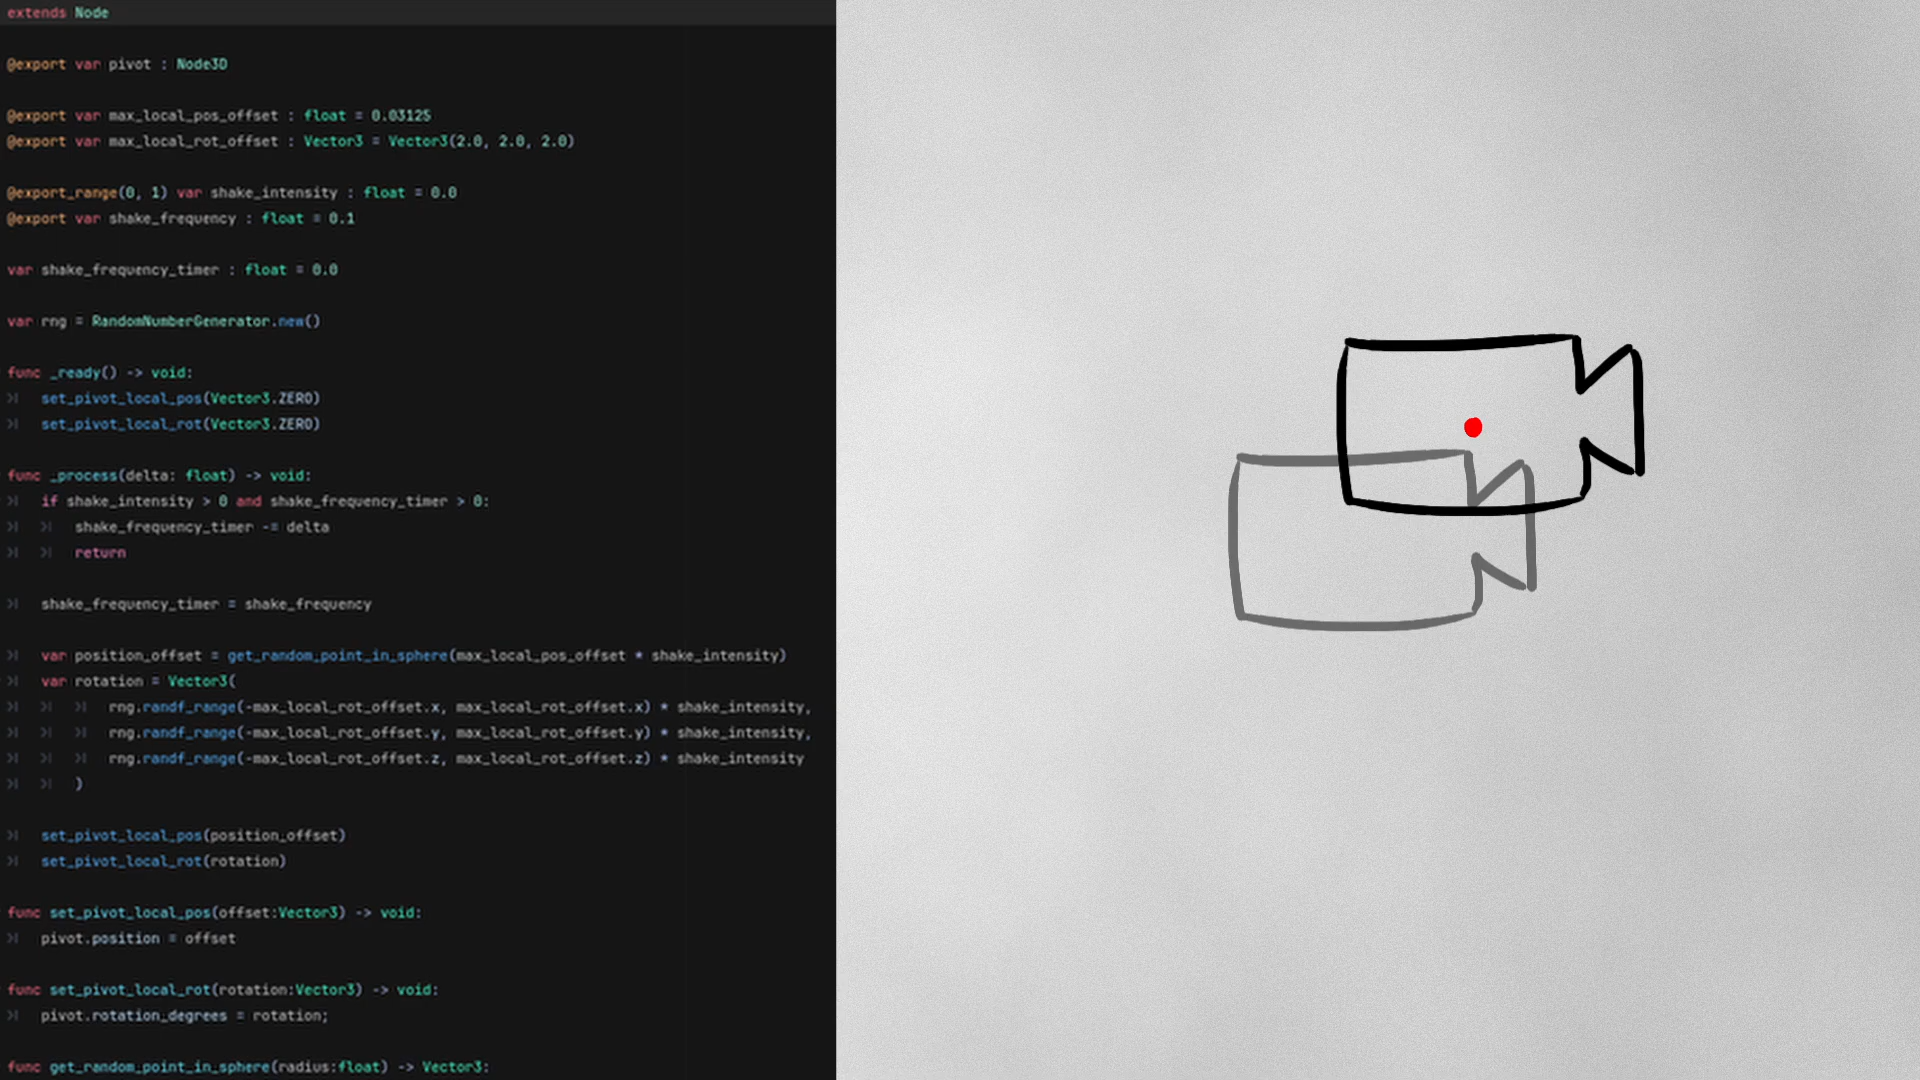 extends Node
@export var pivot : Node3D
@export var max_local_pos_offset : float = 0.03125
@export var max_local_rot_offset : Vector3 = Vector3(2.0, 2.0, 2.0)
@export_range(0, 1) var shake_intensity : float = 0.0
@export var shake_frequency : float = 0.1
var shake_frequency_timer : float = 0.0
var rng = RandomNumberGenerator.new()
func _ready() -> void:
set_pivot_local_pos(Vector3.ZERO)
set_pivot_local_rot(Vector3.ZERO)
func _process(delta: float) -> void:
if shake_intensity > 0 and shake_frequency_timer > 0:
shake_frequency_timer -= delta
return
shake_frequency_timer = shake_frequency
var position_offset = get_random_point_in_sphere(max_local_pos_offset * shake_intensity)
var rotation = Vector3(
rng.randf_range(-max_local_rot_offset.x, max_local_rot_offset.x) * shake_intensity,
rng.randf_range(-max_local_rot_offset.y, max_local_rot_offset.y) * shake_intensity,
rng.randf_range(-max_local_rot_offset.z, max_local_rot_offset.z) * shake_intensity
)
set_pivot_local_pos(position_offset)
set_pivot_local_rot(rotation)
func set_pivot_local_pos(offset:Vector3) -> void:
pivot.position = offset
func set_pivot_local_rot(rotation:Vector3) -> void:
pivot.rotation_degrees = rotation;
func get_random_point_in_sphere(radius:float) -> Vector3: